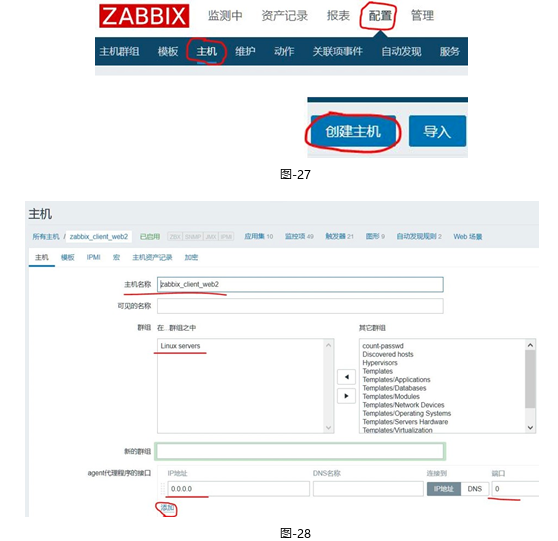 ZABBIX 监测中 资产记录 报表 配置 管理
主机群组 模板 主机 维护 动作 关联项事件 自动发现 服务
创建主机 导入
图-27
主机
所有主机 / zabbix_client_web2 已启用 ZBX SNMP JMX IPMI 应用集 10 监控项 49 触发器 21 图形 9 自动发现规则 2 Web 场景
主机 模板 IPMI 宏 主机资产记录 加密
主机名称 zabbix_client_web2
可见的名称
群组 在...群组之中 其它群组
Linux servers
count-passwd
Discovered hosts
Hypervisors
Templates
Templates/Applications
Templates/Databases
Templates/Modules
Templates/Network Devices
Templates/Operating Systems
Templates/Servers Hardware
Templates/Virtualization
新的群组
agent代理程序的接口 IP地址 DNS名称 连接到 端口
0.0.0.0 IP地址 DNS 0
添加
图-28